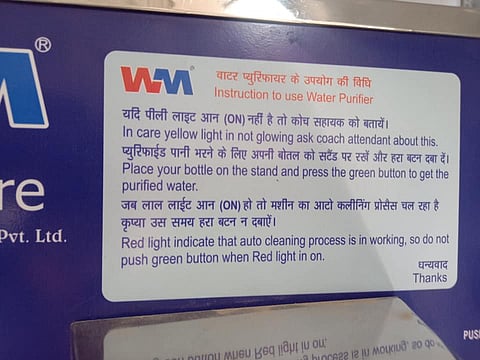 WM
®
re
Pvt. Ltd.
WM
वाटर प्युरिफायर के उपयोग की विधि
Instruction to use Water Purifier
यदि पीली लाइट आन (ON) नहीं है तो कोच सहायक को बतायें।
In care yellow light in not glowing ask coach attendant about this.
प्युरिफाईड पानी भरने के लिए अपनी बोतल को सटैंड पर रखें और हरा बटन दबा दें।
Place your bottle on the stand and press the green button to get the
purified water.
जब लाल लाईट आन (ON) हो तो मशीन का आटो कलीनिंग प्रोसैस चल रहा है
कृप्या उस समय हरा बटन न दबाऐं।
Red light indicate that auto cleaning process is in working, so do not
push green button when Red light in on.
धन्यवाद
Thanks